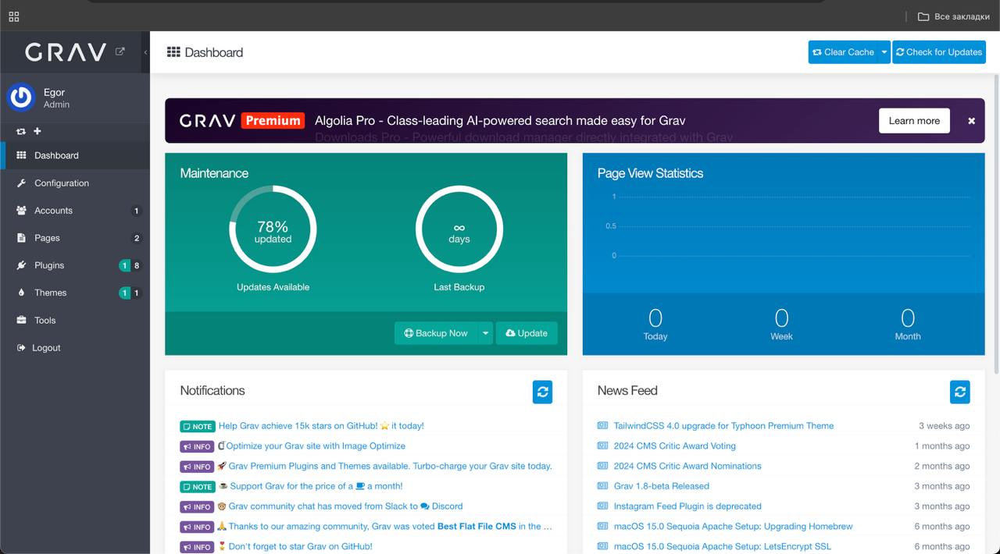 Все закладки
GRAV
Dashboard
Clear Cache
Check for Updates
Egor
Admin
Dashboard
Configuration
Accounts 1
Pages 2
Plugins 1 8
Themes 1 1
Tools
Logout
GRAV Premium Algolia Pro - Class-leading AI-powered search made easy for Grav
Downloads Pro - Powerful download manager directly integrated with Grav
Learn more
Maintenance
78%
updated
Updates Available
∞
days
Last Backup
Backup Now
Update
Page View Statistics
1
0.5
0
0
Today
0
Week
0
Month
Notifications
NOTE Help Grav achieve 15k stars on GitHub! ⭐ it today!
INFO Optimize your Grav site with Image Optimize
INFO 🚀 Grav Premium Plugins and Themes available. Turbo-charge your Grav site today.
NOTE ☕ Support Grav for the price of a a month!
INFO 🐵 Grav community chat has moved from Slack to Discord
INFO 🙏 Thanks to our amazing community, Grav was voted Best Flat File CMS in the ...
INFO 🎖 Don't forget to star Grav on GitHub!
News Feed
TailwindCSS 4.0 upgrade for Typhoon Premium Theme 3 weeks ago
2024 CMS Critic Award Voting 1 months ago
2024 CMS Critic Award Nominations 2 months ago
Grav 1.8-beta Released 3 months ago
Instagram Feed Plugin is deprecated 3 months ago
macOS 15.0 Sequoia Apache Setup: Upgrading Homebrew 6 months ago
macOS 15.0 Sequoia Apache Setup: LetsEncrypt SSL 6 months ago